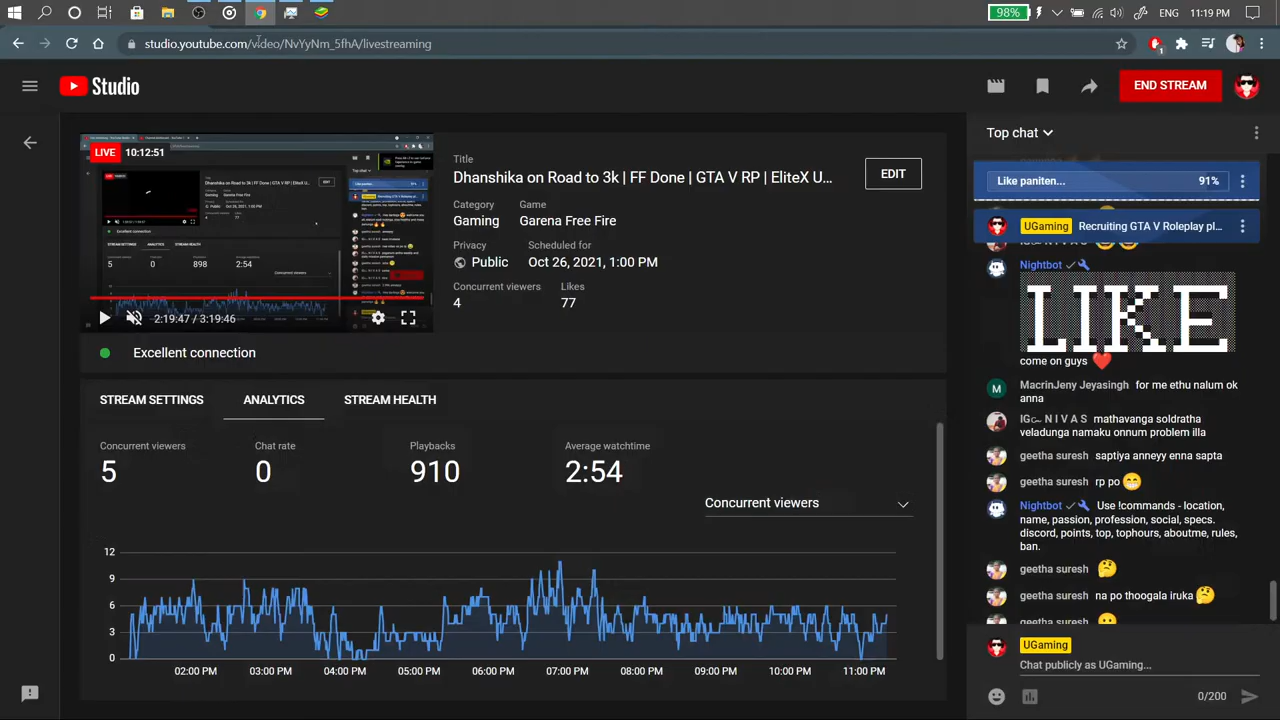 98%
ENG
11:19 PM
studio.youtube.com/video/NvYyNm_5fhA/livestreaming
1
Studio
END STREAM
LIVE 10:12:51
2:19:47 / 3:19:46
Excellent connection
Title
Dhanshika on Road to 3k | FF Done | GTA V RP | EliteX U...
EDIT
Category
Gaming
Game
Garena Free Fire
Privacy
Public
Scheduled for
Oct 26, 2021, 1:00 PM
Concurrent viewers
4
Likes
77
STREAM SETTINGS
ANALYTICS
STREAM HEALTH
Concurrent viewers
5
Chat rate
0
Playbacks
910
Average watchtime
2:54
Concurrent viewers
12
9
6
3
0
02:00 PM 03:00 PM 04:00 PM 05:00 PM 06:00 PM 07:00 PM 08:00 PM 09:00 PM 10:00 PM 11:00 PM
Top chat
Like paniten... 91%
UGaming Recruiting GTA V Roleplay pl...
Nightbot
LIKE
come on guys ❤️
MacrinJeny Jeyasingh for me ethu nalum ok
anna
N I V A S mathavanga soldratha
veladunga namaku onnum problem illa
geetha suresh saptiya anneyy enna sapta
geetha suresh rp po 😁
Nightbot Use !commands - location,
name, passion, profession, social, specs.
discord, points, top, tophours, aboutme, rules,
ban.
geetha suresh 🤔
geetha suresh na po thoogala iruka 🤔
geetha suresh
UGaming
Chat publicly as UGaming...
0/200